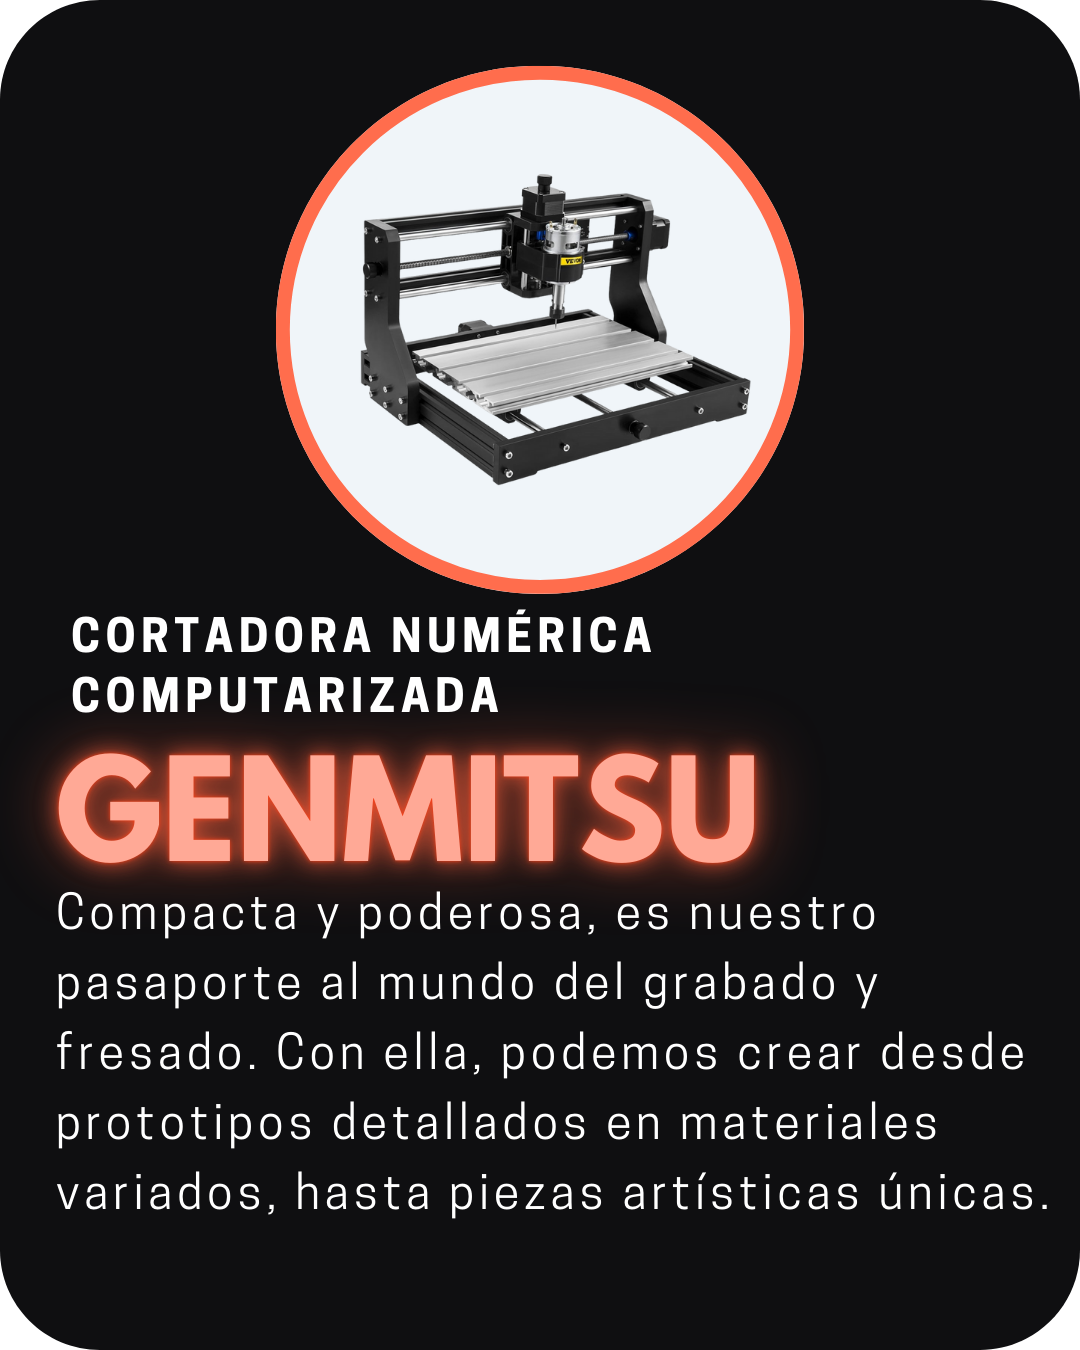 VEVOR
CORTADORA NUMÉRICA
COMPUTARIZADA
GENMITSU
Compacta y poderosa, es nuestro
pasaporte al mundo del grabado y
fresado. Con ella, podemos crear desde
prototipos detallados en materiales
variados, hasta piezas artísticas únicas.